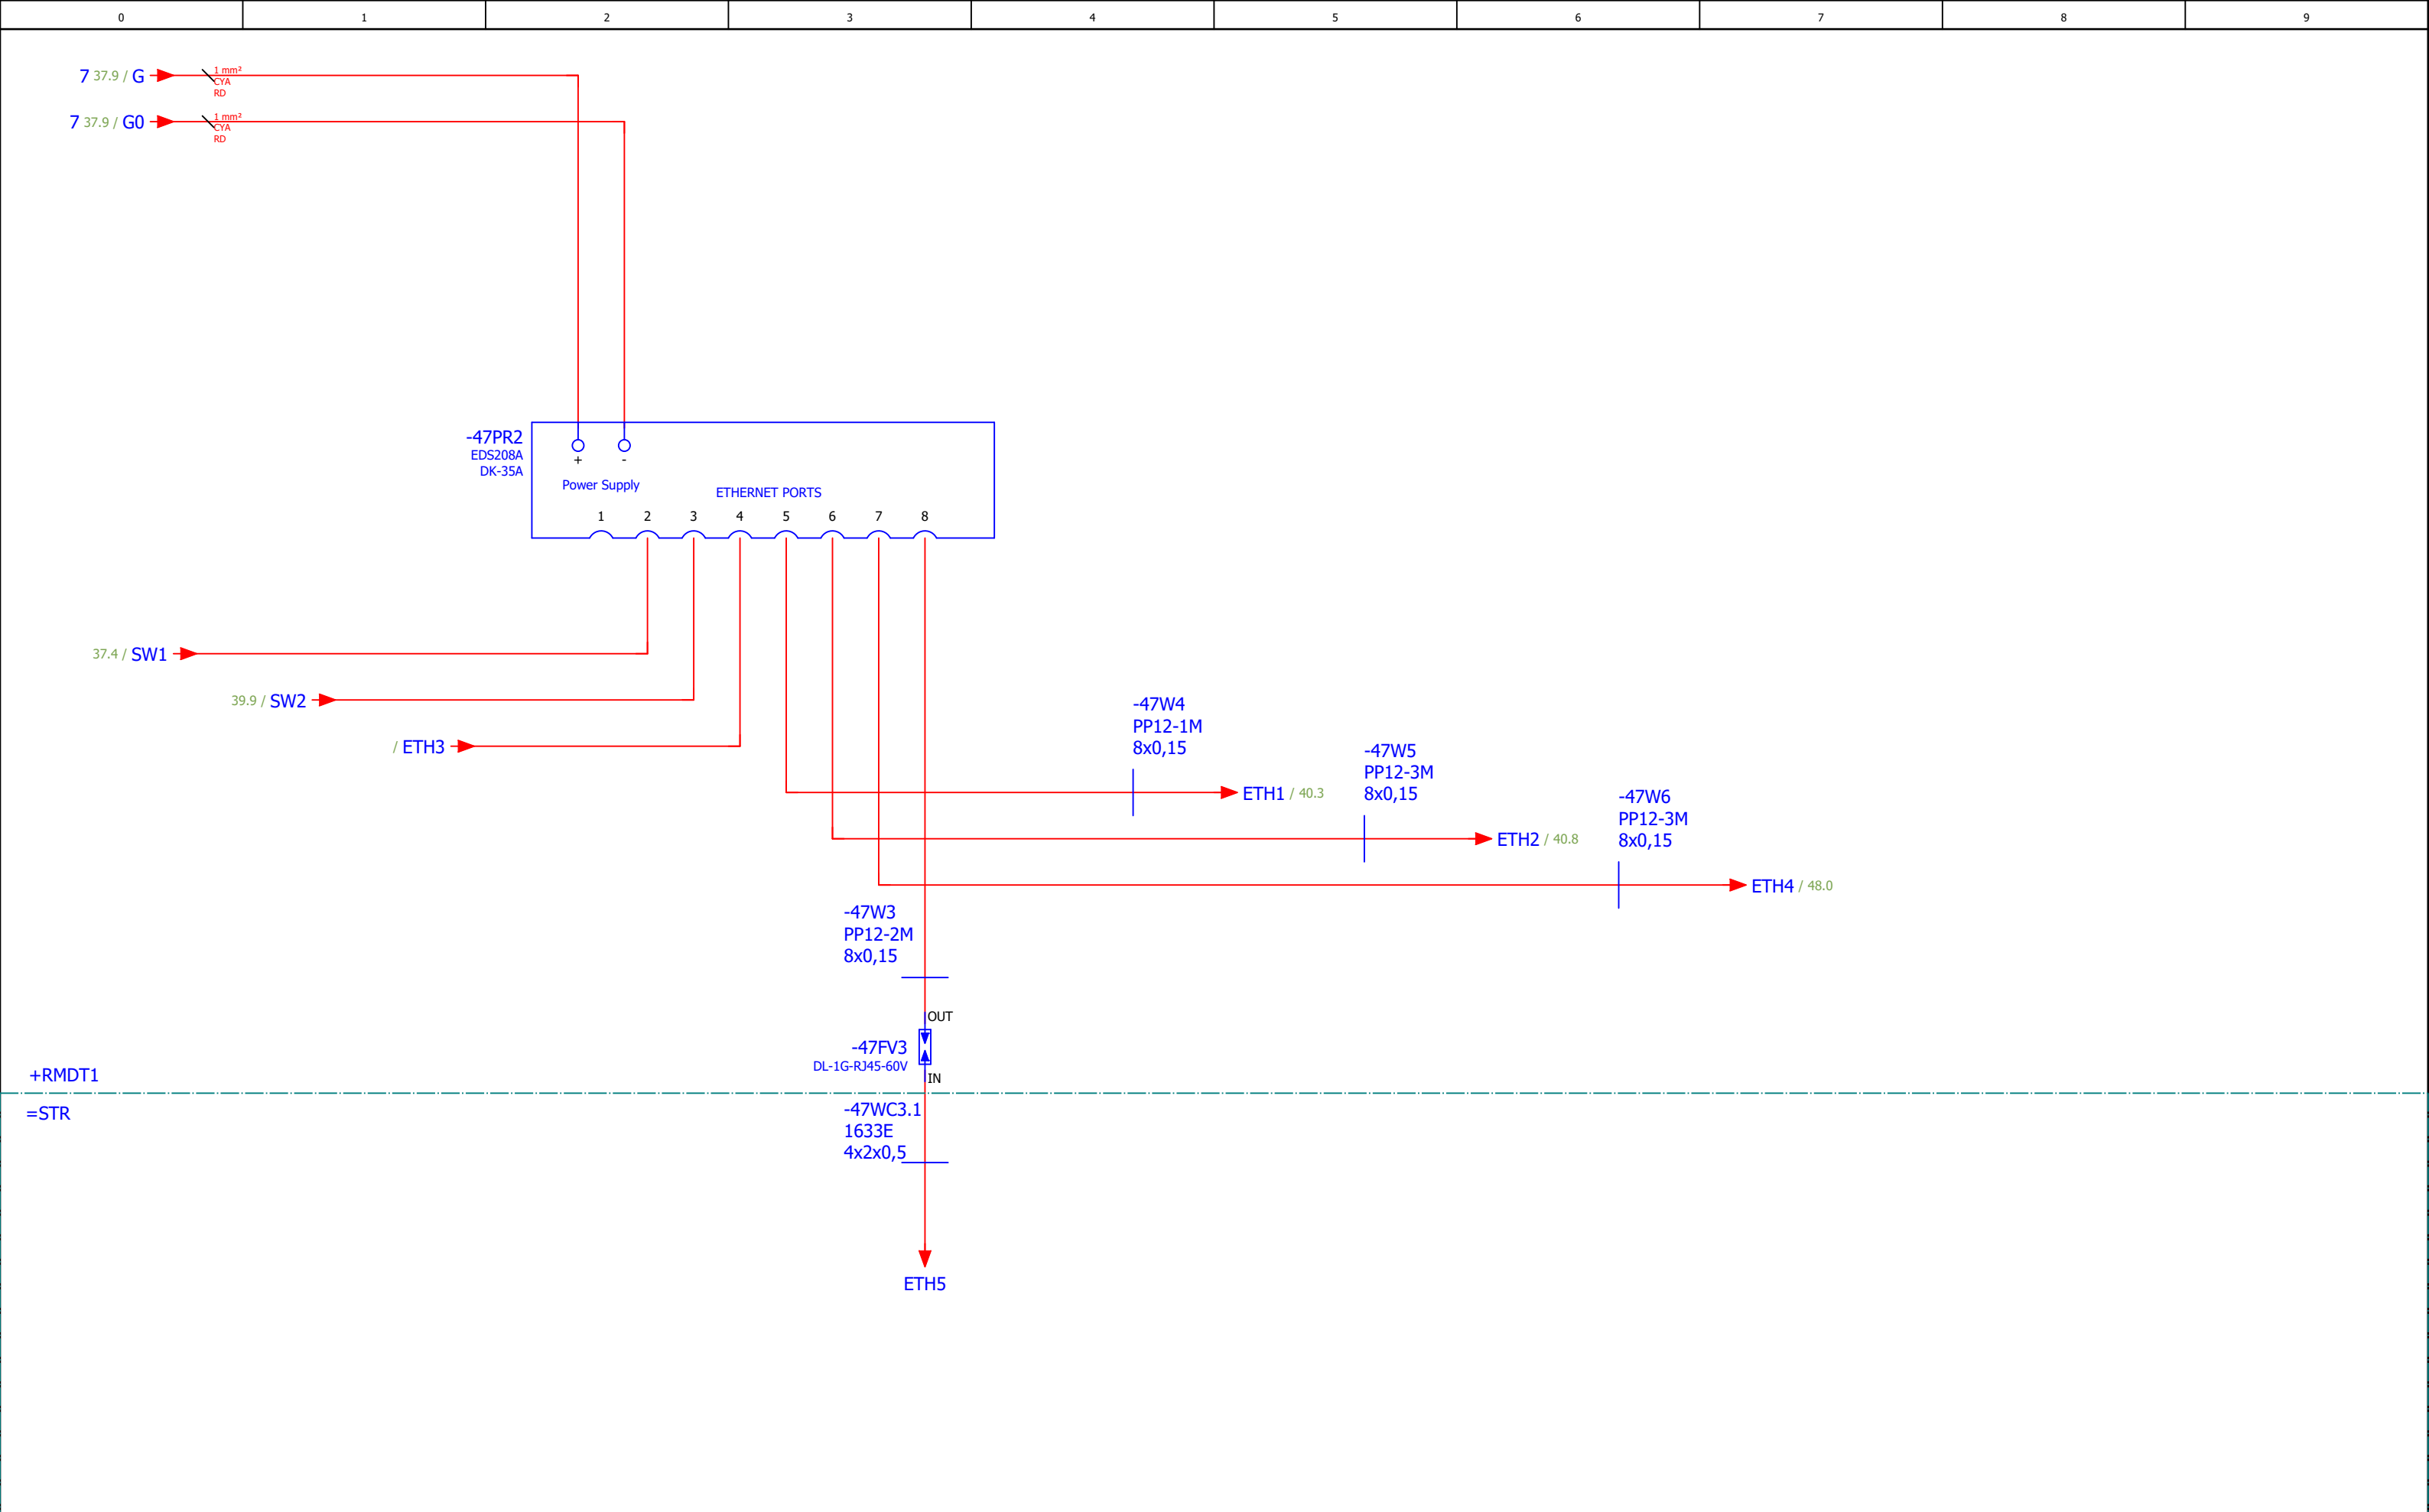 0 1 2 3 4 5 6 7 8 9
7 37.9 / G
1 mm²
CYA
RD
7 37.9 / G0
1 mm²
CYA
RD
-47PR2
EDS208A
DK-35A
+ -
Power Supply
ETHERNET PORTS
1 2 3 4 5 6 7 8
37.4 / SW1
39.9 / SW2
/ ETH3
-47W4
PP12-1M
8x0,15
ETH1 / 40.3
-47W5
PP12-3M
8x0,15
ETH2 / 40.8
-47W6
PP12-3M
8x0,15
ETH4 / 48.0
-47W3
PP12-2M
8x0,15
OUT
-47FV3
DL-1G-RJ45-60V
IN
+RMDT1
=STR
-47WC3.1
1633E
4x2x0,5
ETH5